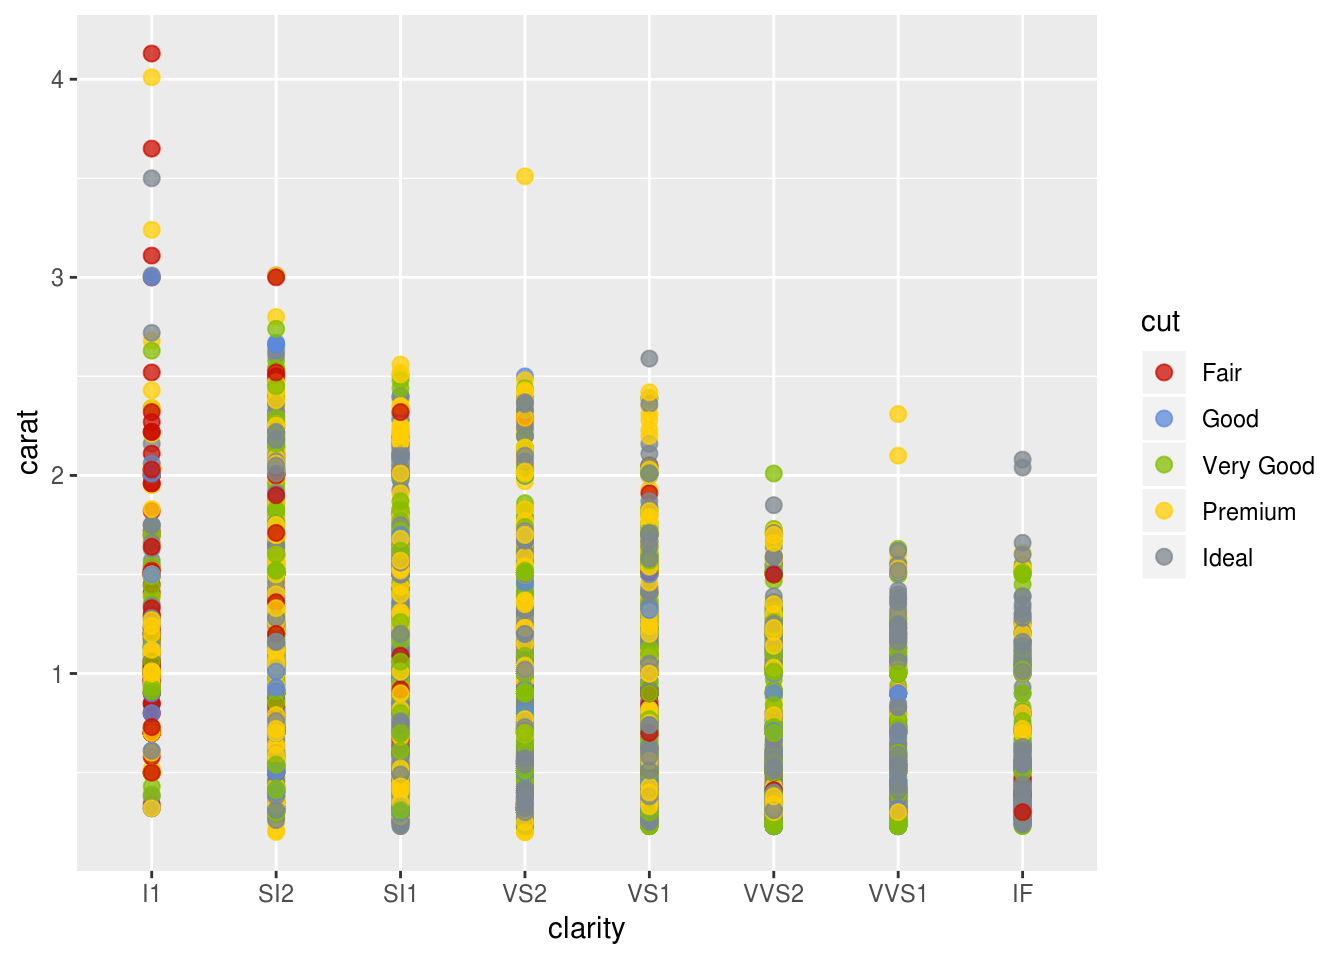 4
3
2
1
carat
I1 SI2 SI1 VS2 VS1 VVS2 VVS1 IF
clarity
cut
Fair
Good
Very Good
Premium
Ideal